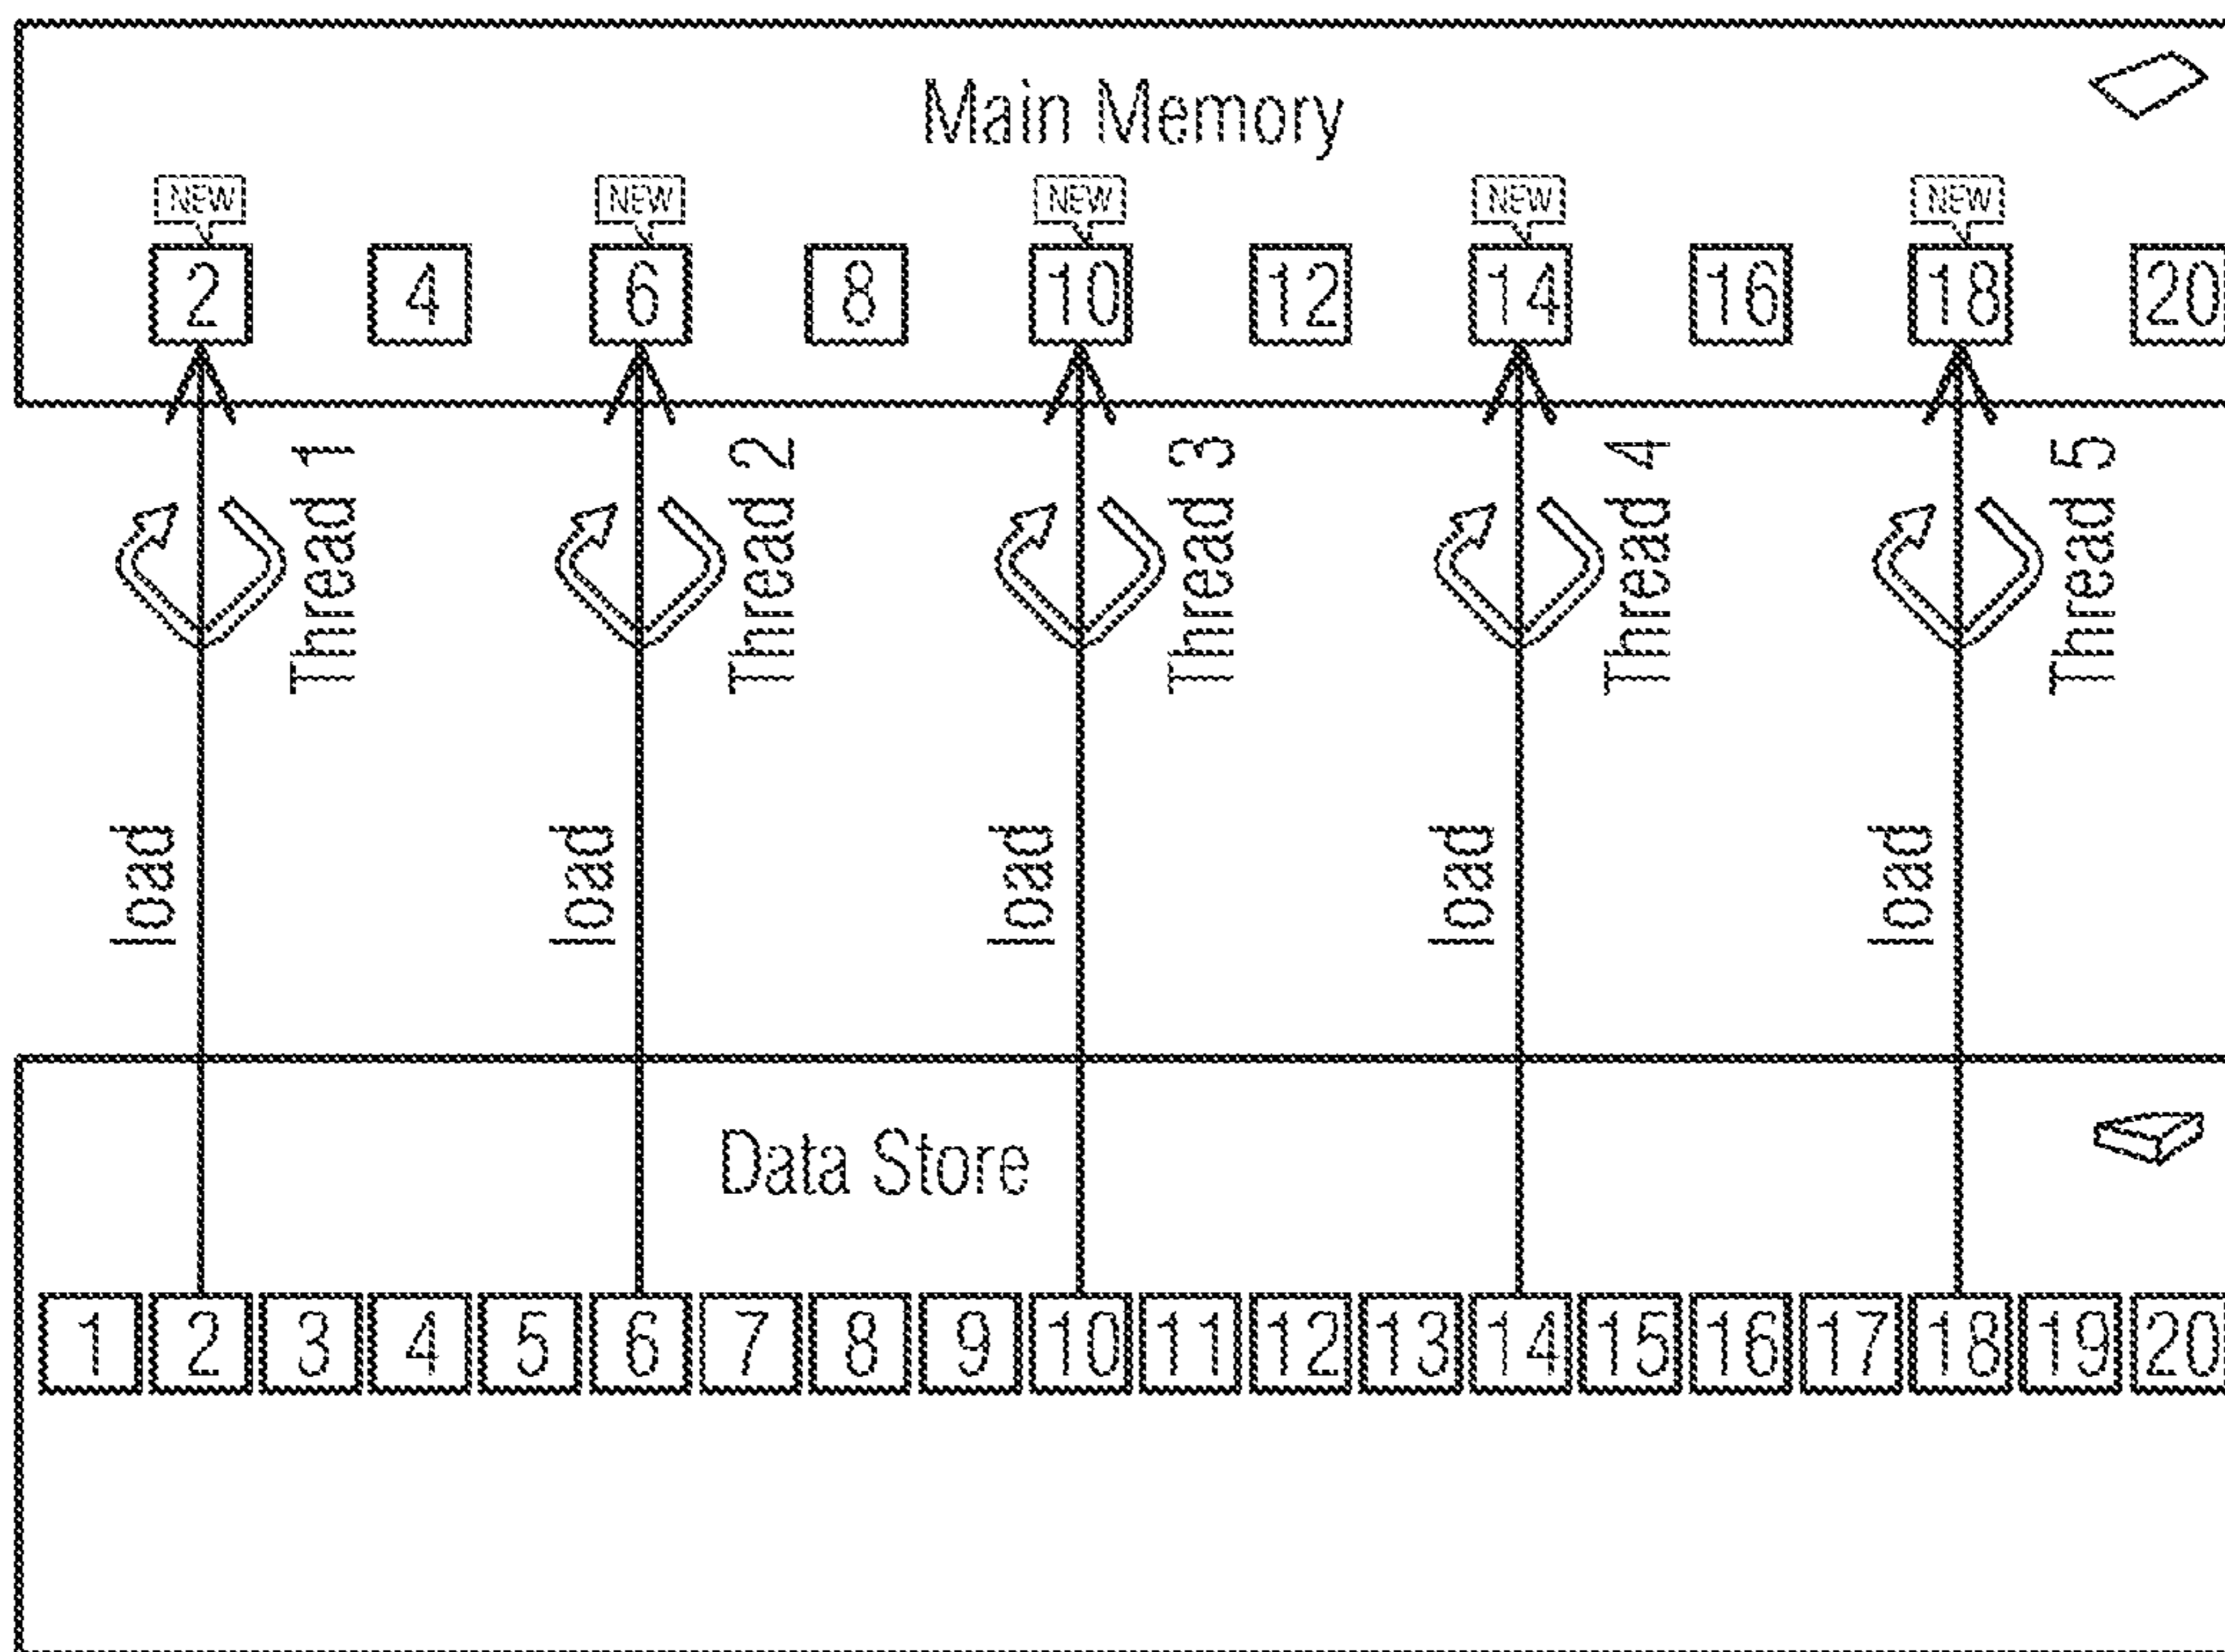 Main Memory
NEW NEW NEW NEW NEW
2 4 6 8 10 12 14 16 18 20
Thread 1 Thread 2 Thread 3 Thread 4 Thread 5
load load load load load
Data Store
1 2 3 4 5 6 7 8 9 10 11 12 13 14 15 16 17 18 19 20